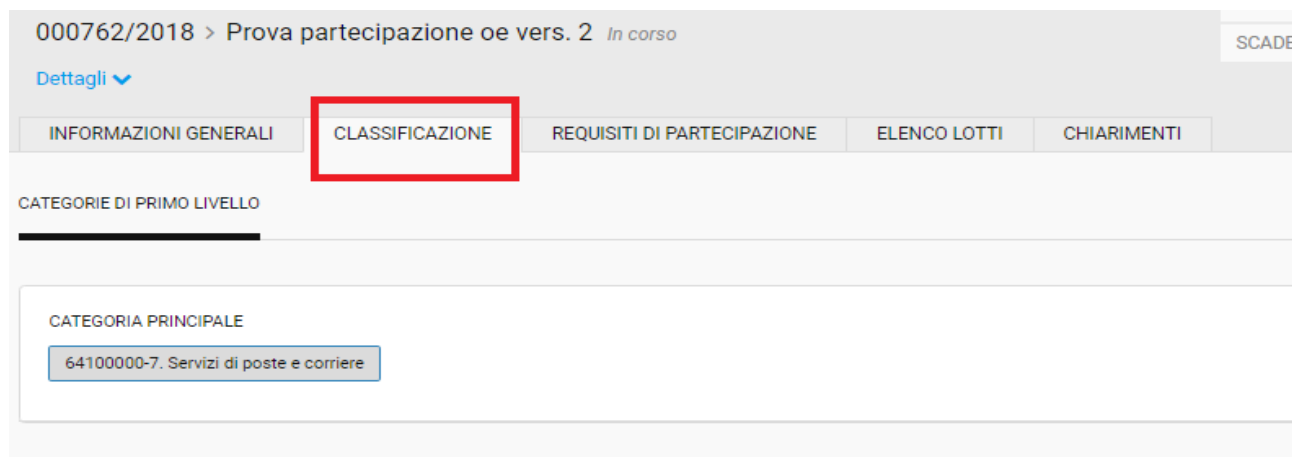 000762/2018 > Prova partecipazione oe vers. 2 In corso
Dettagli
INFORMAZIONI GENERALI CLASSIFICAZIONE REQUISITI DI PARTECIPAZIONE ELENCO LOTTI CHIARIMENTI
CATEGORIE DI PRIMO LIVELLO
CATEGORIA PRINCIPALE
64100000-7. Servizi di poste e corriere